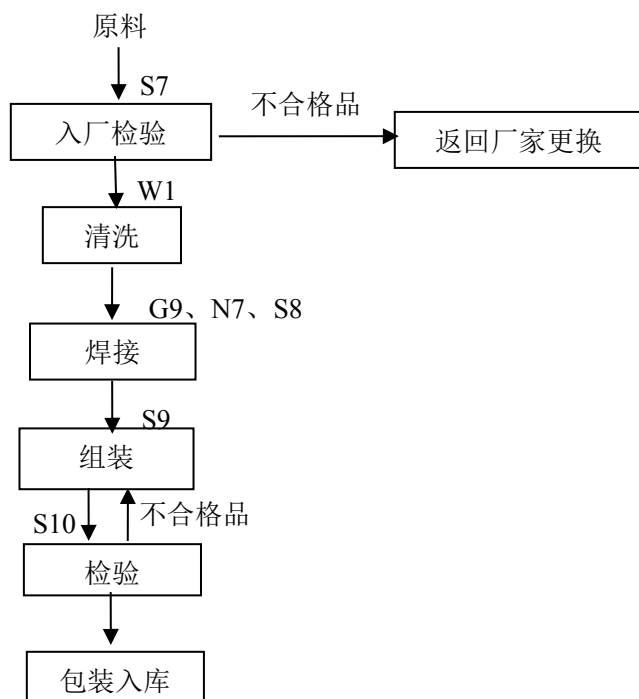 原料
S7
不合格品
入厂检验
返回厂家更换
W1
清洗
G9、N7、S8
焊接
S9
组装
S10
不合格品
检验
包装入库